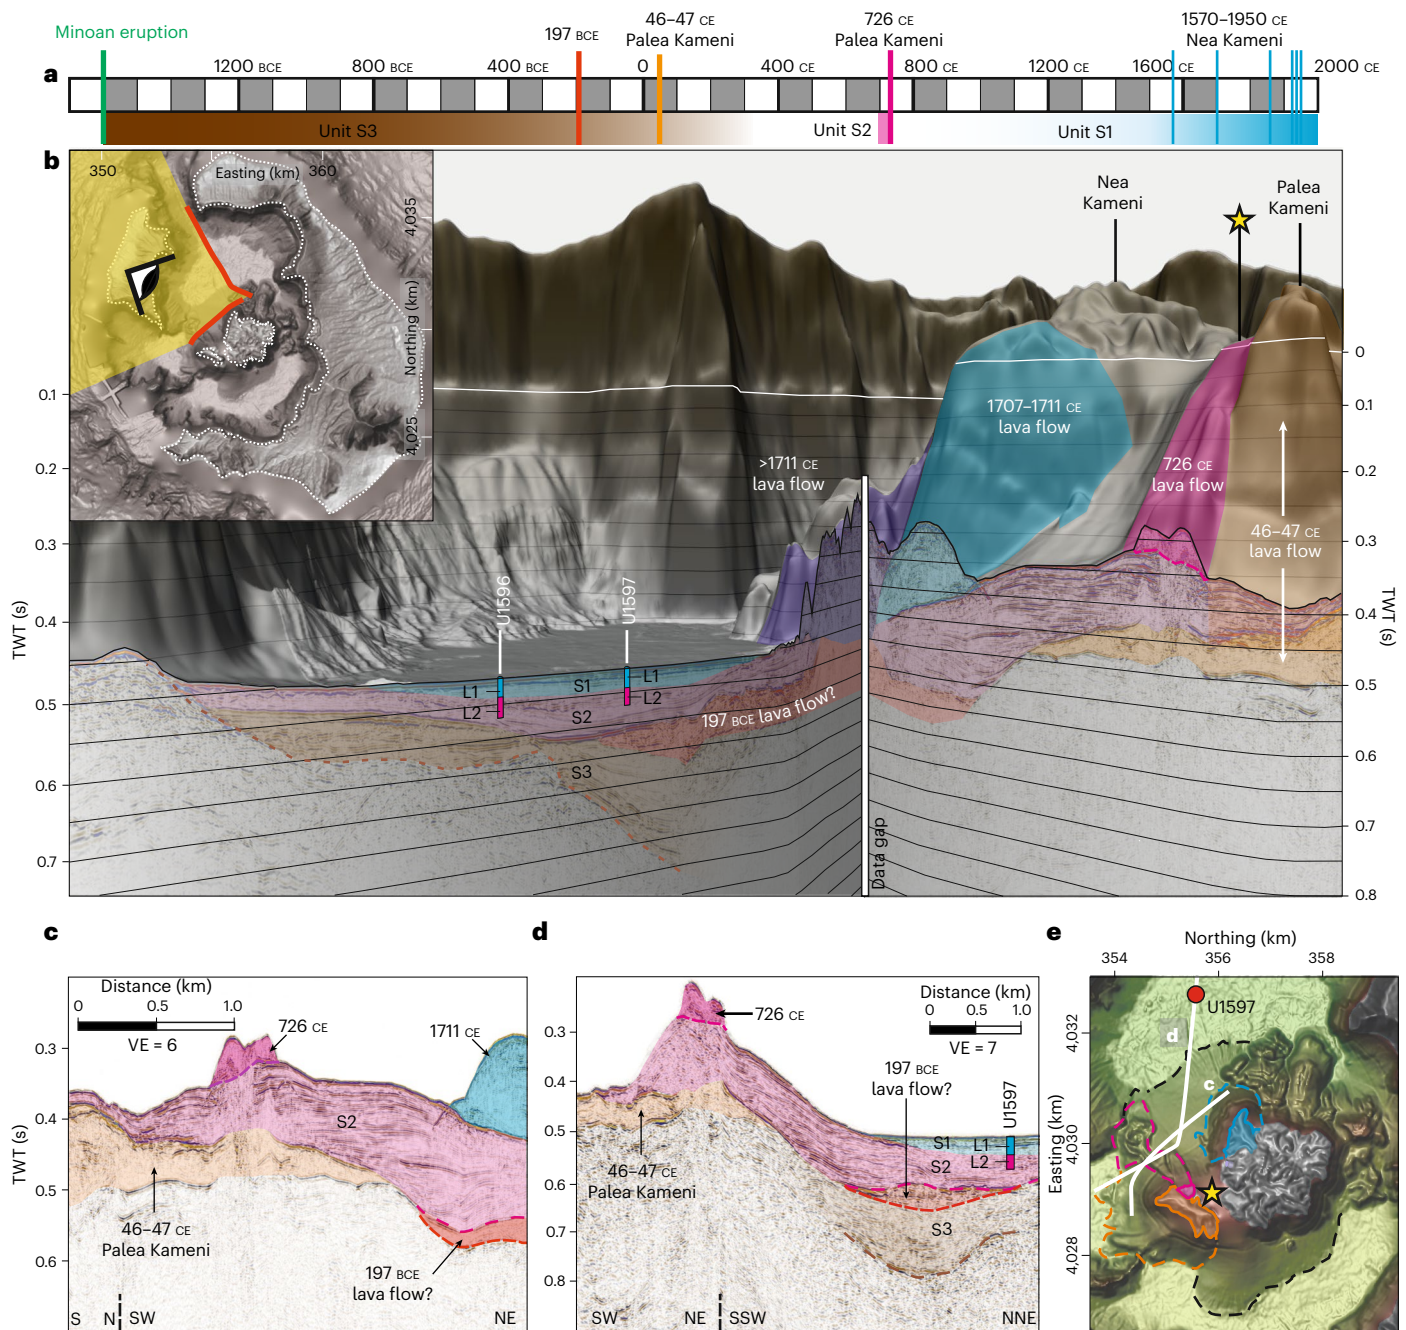 Minoan eruption
197 BCE
46–47 CE
Palea Kameni
726 CE
Palea Kameni
1570–1950 CE
Nea Kameni
a
1200 BCE
800 BCE
400 BCE
0
400 CE
800 CE
1200 CE
1600 CE
2000 CE
Unit S3
Unit S2
Unit S1
b
350
Easting (km)
360
4,035
Northing (km)
4,025
Nea
Kameni
Palea
Kameni
0
0.1
0.1
1707–1711 CE
lava flow
>1711 CE
lava flow
726 CE
lava flow
0.2
0.2
46–47 CE
lava flow
0.3
0.3
U1596
U1597
0.4
0.4
TWT (s)
TWT (s)
L1
S1
L1
L2
L2
S2
197 BCE lava flow?
0.5
0.5
S3
0.6
0.6
0.7
0.7
Data gap
0.8
c
Distance (km)
0
0.5
1.0
VE = 6
726 CE
1711 CE
0.3
0.4
TWT (s)
0.5
0.6
S2
46–47 CE
Palea Kameni
197 BCE
lava flow?
S
N
SW
NE
d
Distance (km)
0
0.5
1.0
VE = 7
726 CE
197 BCE
lava flow?
U1597
0.3
0.4
0.5
0.6
0.7
0.8
S1
L1
S2
L2
S3
46–47 CE
Palea Kameni
SW
NE
SSW
NNE
e
Northing (km)
354
356
358
U1597
d
c
4,032
4,030
4,028
Easting (km)